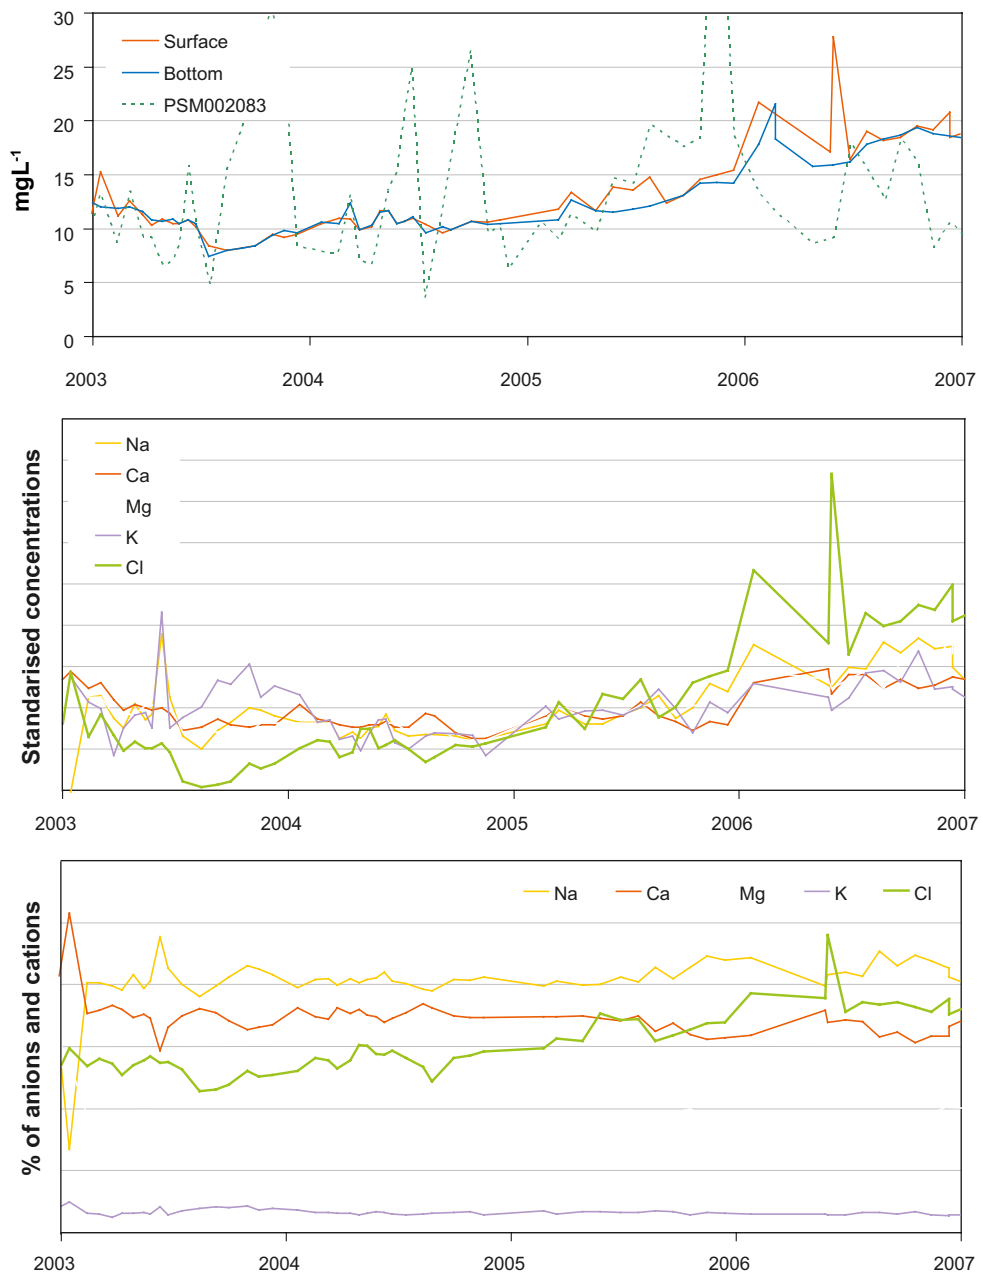 30
25
20
15
10
5
0
mgL-1
Surface
Bottom
PSM002083
2003 2004 2005 2006 2007
Standarised concentrations
Na
Ca
Mg
K
Cl
2003 2004 2005 2006 2007
% of anions and cations
Na Ca Mg K Cl
2003 2004 2005 2006 2007